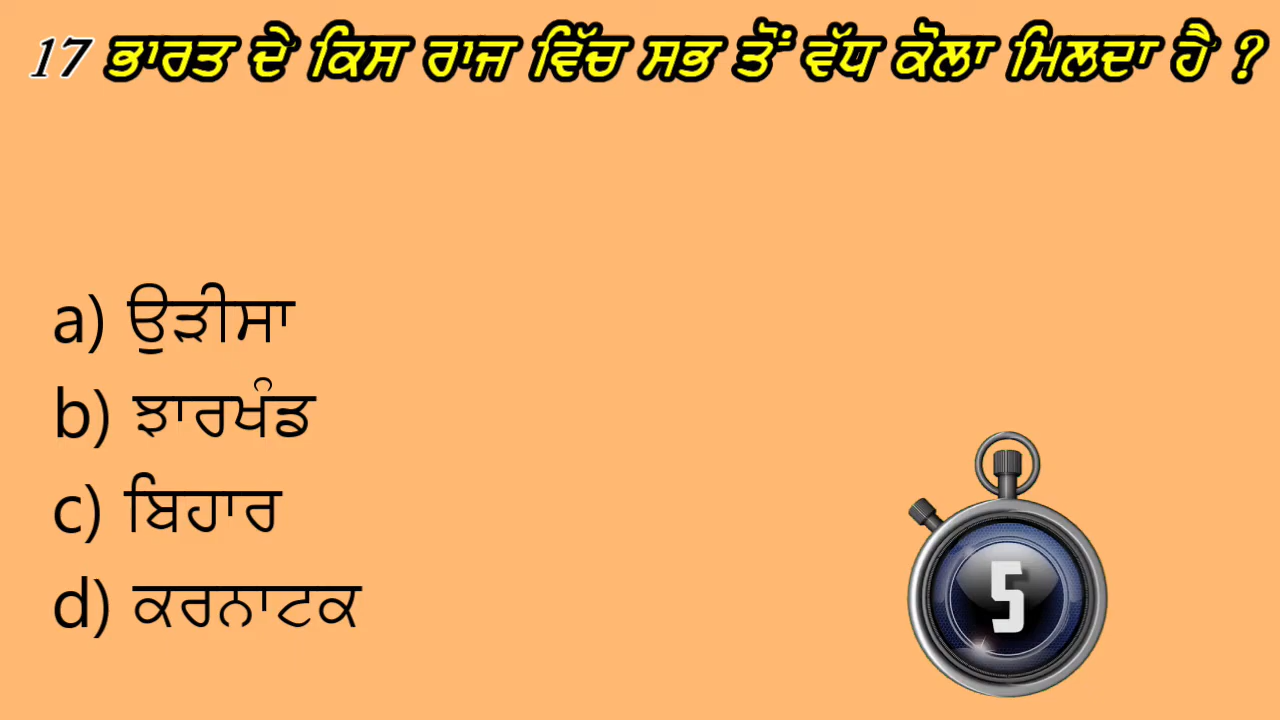 17 ਭਾਰਤ ਦੇ ਕਿਸ ਰਾਜ ਵਿੱਚ ਸਭ ਤੋਂ ਵੱਧ ਕੋਲਾ ਮਿਲਦਾ ਹੈ ?
a) ਉੜੀਸਾ
b) ਝਾਰਖੰਡ
c) ਬਿਹਾਰ
d) ਕਰਨਾਟਕ
5